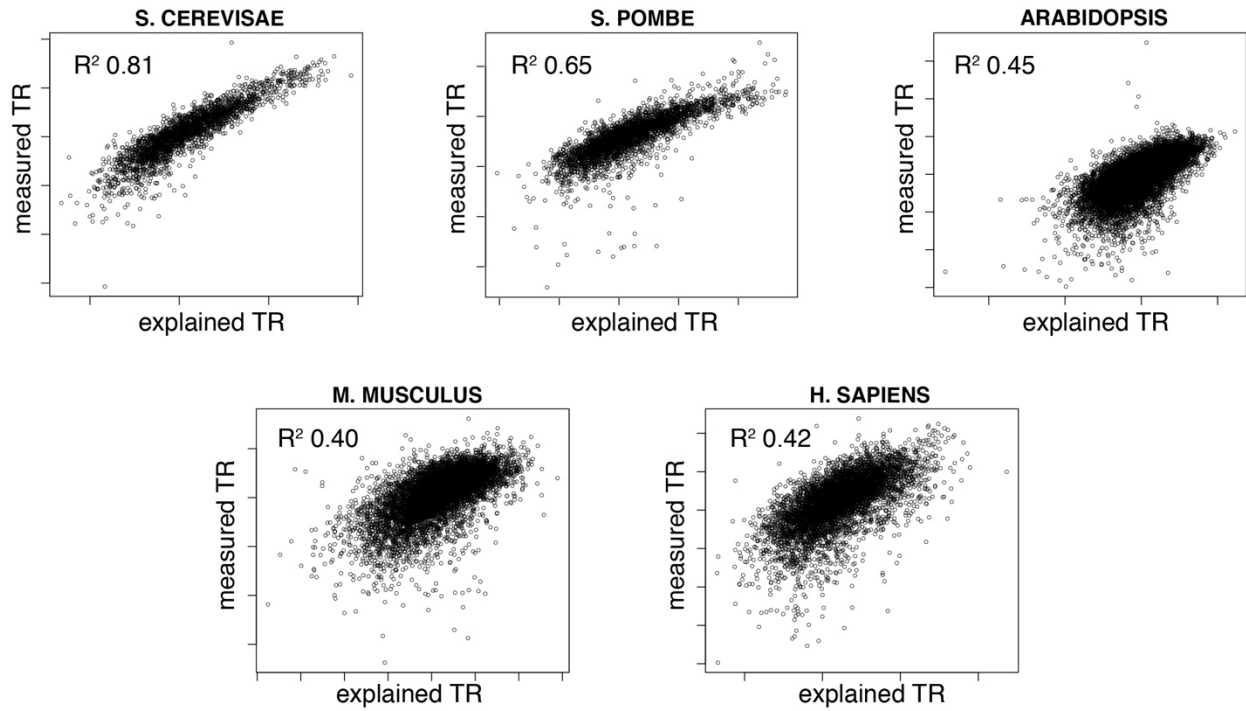 S. CEREVISAE
R² 0.81
measured TR
explained TR
S. POMBE
R² 0.65
measured TR
explained TR
ARABIDOPSIS
R² 0.45
measured TR
explained TR
M. MUSCULUS
R² 0.40
measured TR
explained TR
H. SAPIENS
R² 0.42
measured TR
explained TR